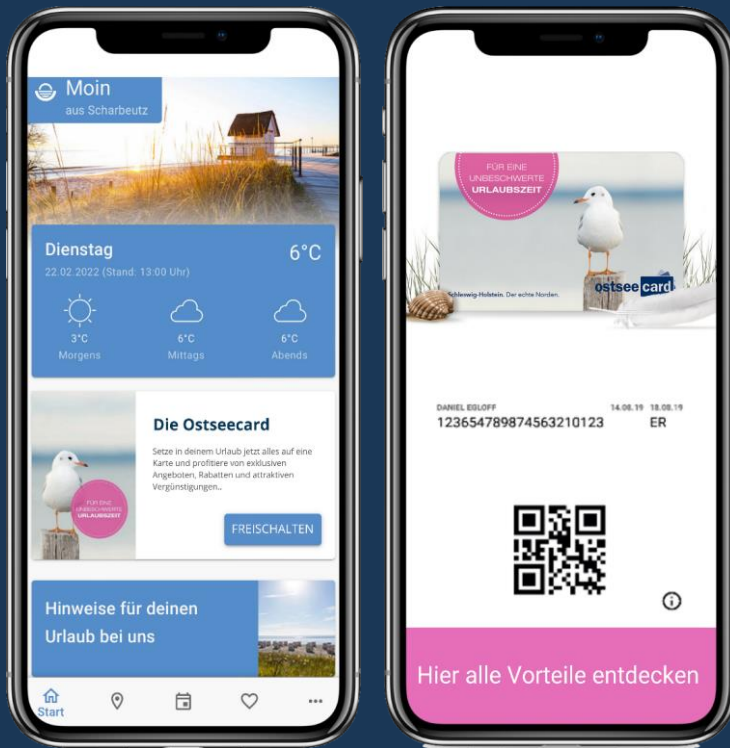 Moin
aus Scharbeutz
Dienstag
6°C
22.02.2022 (Stand: 13:00 Uhr)
3°C
6°C
6°C
Morgens
Mittags
Abends
FÜR EINE
UNBESCHWERTE
URLAUBSZEIT
Die Ostseecard
Setze in deinem Urlaub jetzt alles auf eine
Karte und profitiere von exklusiven
Angeboten, Rabatten und attraktiven
Vergünstigungen..
FREISCHALTEN
Hinweise für deinen
Urlaub bei uns
Start
FÜR EINE
UNBESCHWERTE
URLAUBSZEIT
Schleswig-Holstein. Der echte Norden.
ostsee card
DANIEL EGLOFF
14.08.19 18.08.19
123654789874563210123
ER
Hier alle Vorteile entdecken